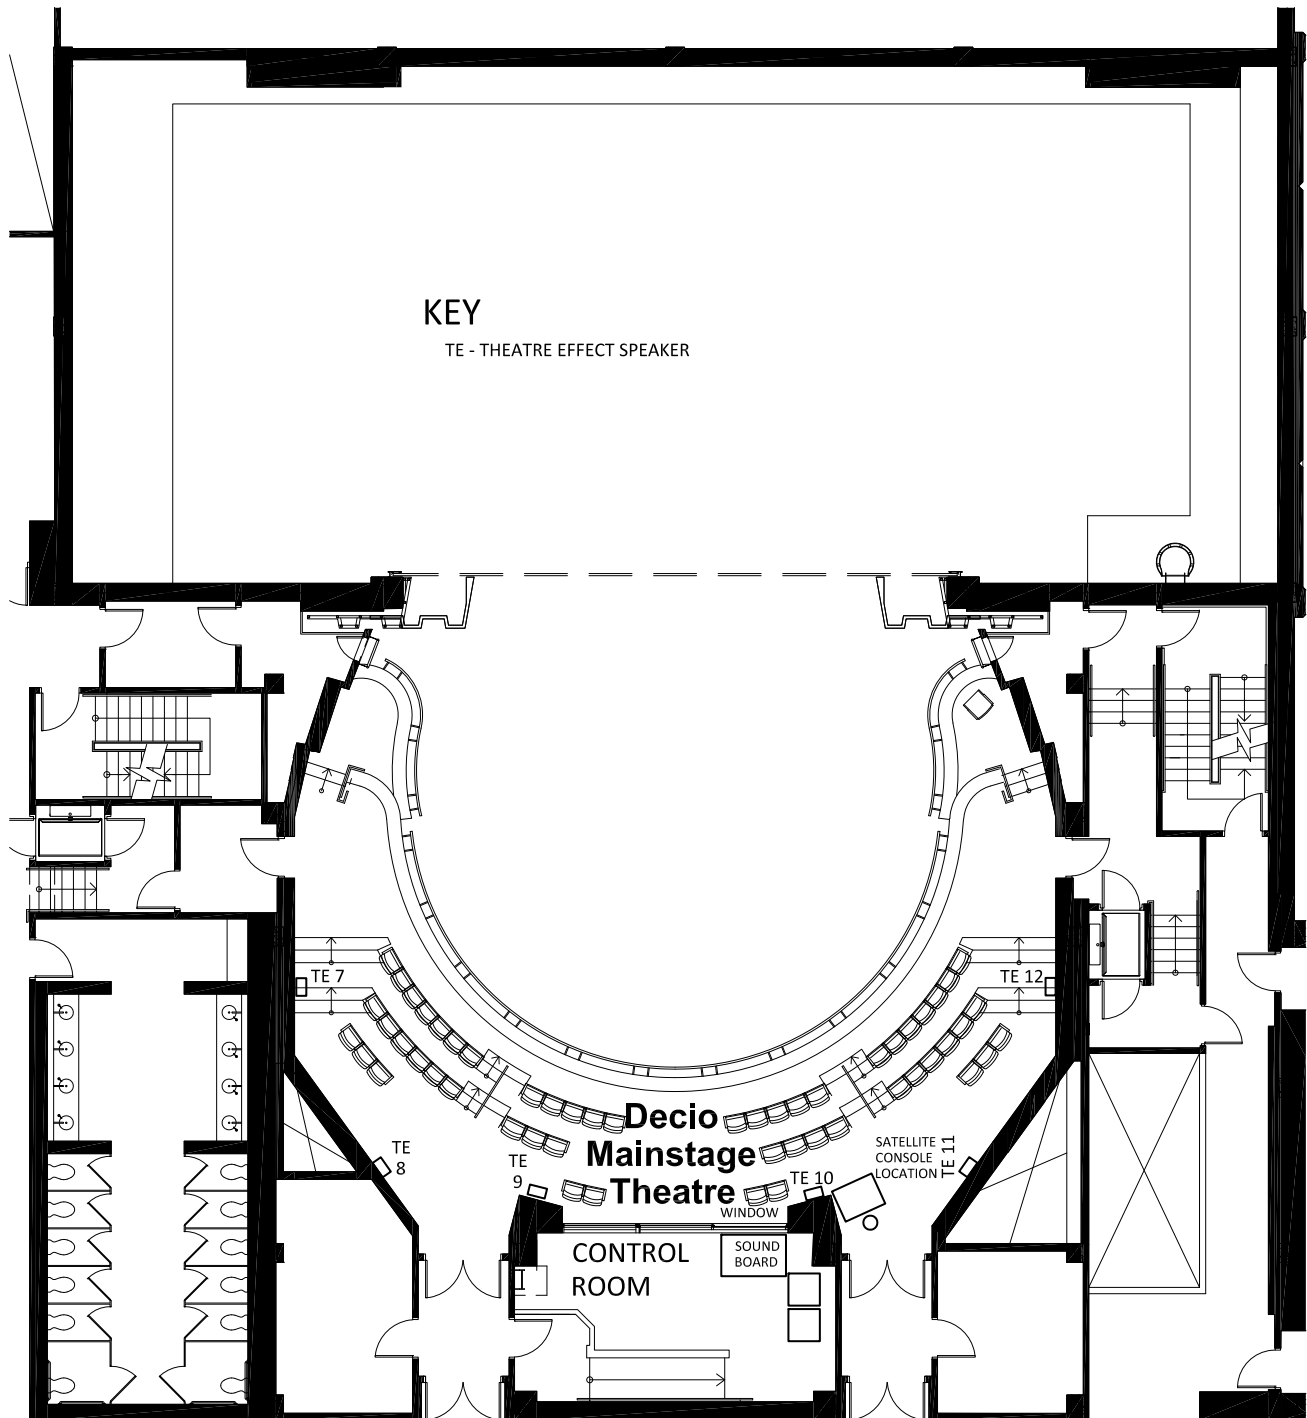 KEY
TE - THEATRE EFFECT SPEAKER
TE 7
TE 12
Decio
Mainstage
Theatre
TE
8
TE
9
TE 10
SATELLITE
CONSOLE
LOCATION
TE 11
WINDOW
CONTROL
ROOM
SOUND
BOARD